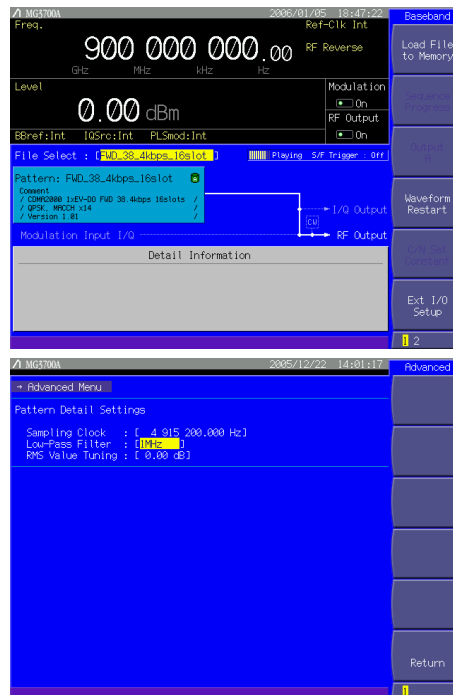 MG3700A 2006/01/05 18:47:22 Baseband
Freq. Ref-Clk Int
900 000 000.00 RF Reverse
GHz MHz kHz Hz
Load File
to Memory
Level Modulation
0.00 dBm On
RF Output
On
BBref:Int IQSrc:Int PLSmod:Int
Sequence
Progress
File Select : [FWD_38_4kbps_16slot ] Playing S/F Trigger : Off
Output
A
Pattern: FWD_38_4kbps_16slot
Comment
/ CDMA2000 1xEV-DO FWD 38.4kbps 16slots /
/ QPSK, MACCH x14 /
/ Version 1.01 /
I/Q Output
CW
Modulation Input I/Q RF Output
Waveform
Restart
Detail Information
C/N Set
Constant
Ext I/O
Setup
1 2
MG3700A 2005/12/22 14:01:17 Advanced
→ Advanced Menu
Pattern Detail Settings
Sampling Clock : [ 4 915 200.000 Hz]
Low-Pass Filter : [1MHz ]
RMS Value Tuning : [ 0.00 dB]
Return
1